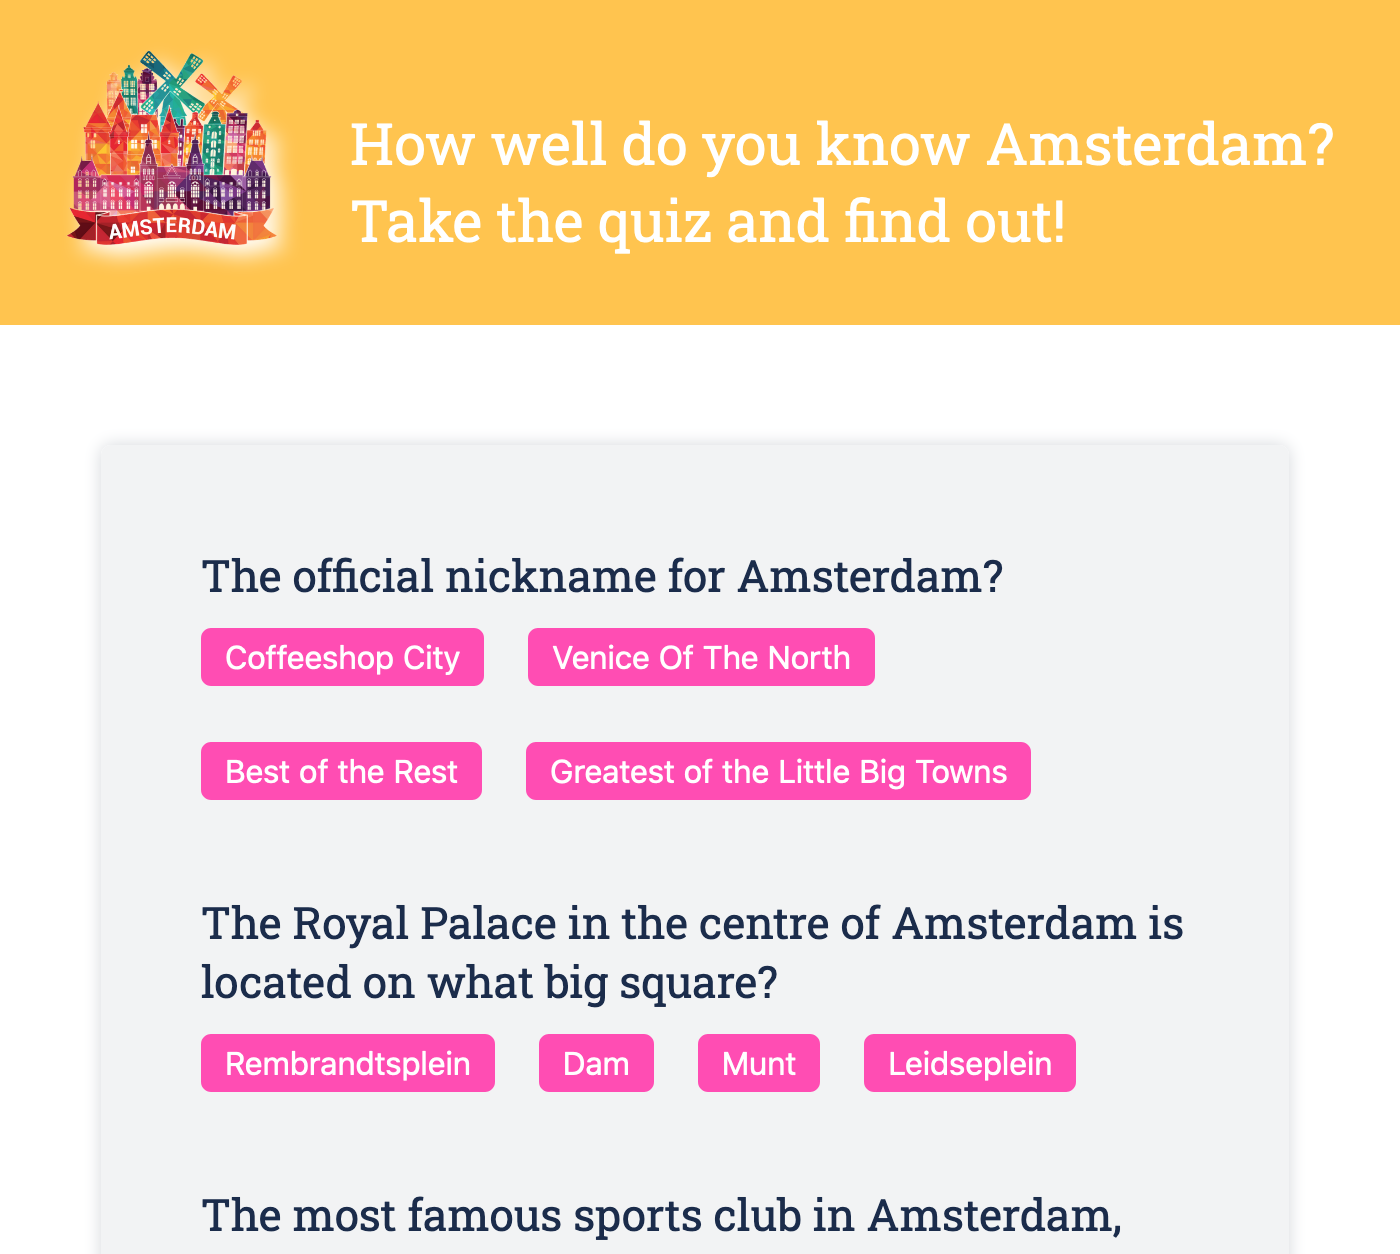 AMSTERDAM
How well do you know Amsterdam?
Take the quiz and find out!
The official nickname for Amsterdam?
Coffeeshop City
Venice Of The North
Best of the Rest
Greatest of the Little Big Towns
The Royal Palace in the centre of Amsterdam is
located on what big square?
Rembrandtsplein
Dam
Munt
Leidseplein
The most famous sports club in Amsterdam,